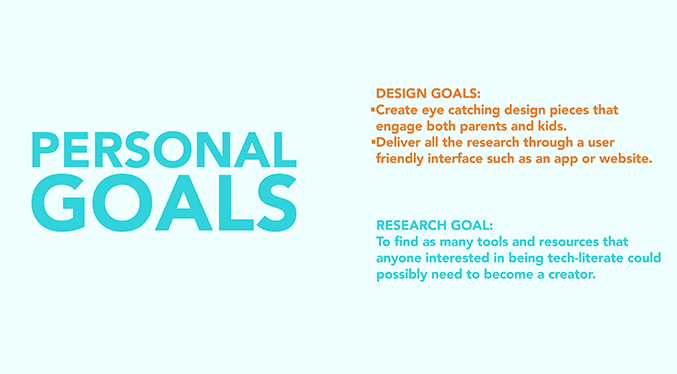 PERSONAL
GOALS
DESIGN GOALS:
▪Create eye catching design pieces that
engage both parents and kids.
▪Deliver all the research through a user
friendly interface such as an app or website.
RESEARCH GOAL:
To find as many tools and resources that
anyone interested in being tech-literate could
possibly need to become a creator.